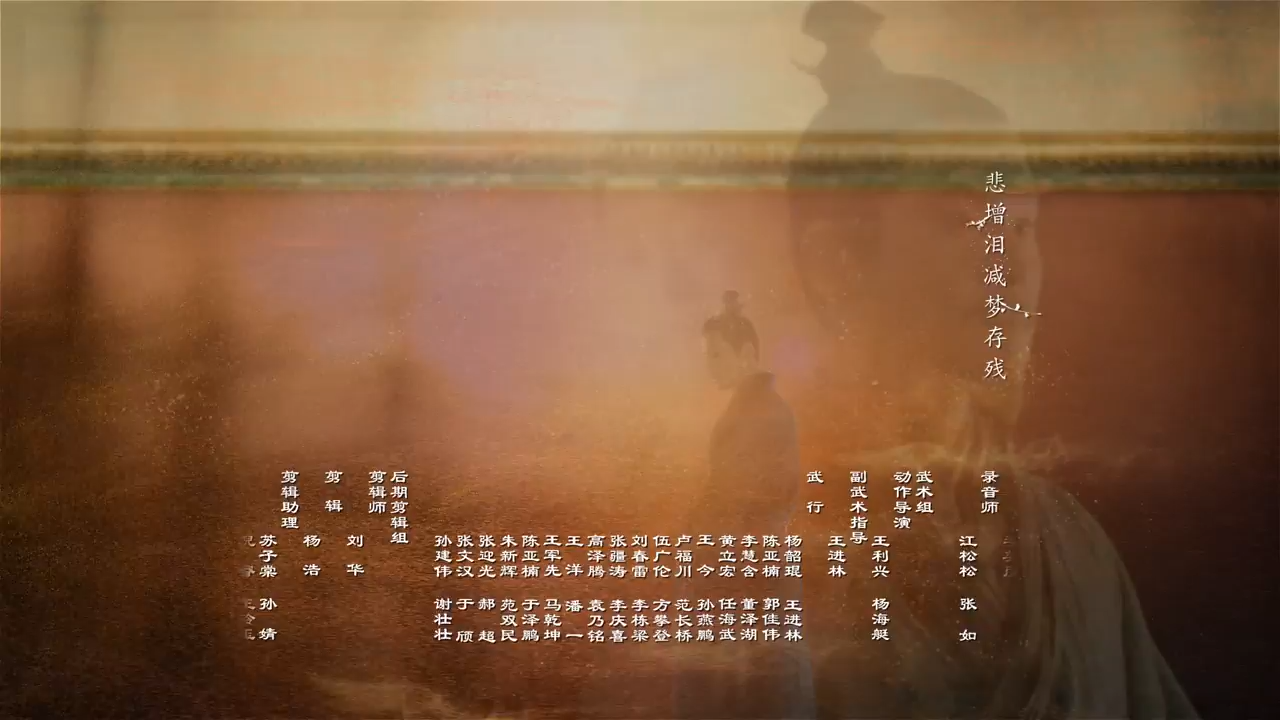 悲增泪减梦存残
录音师
江松松
张如
武术组
动作导演
王利兴
杨海艇
副武术指导
王进林
武行
杨韶琨
王进林
陈亚楠
郭佳伟
李慧含
董泽湖
黄立宏
任海武
王今
孙燕鹏
卢福川
范长桥
伍广伦
方攀登
刘春雷
李栋梁
张疆涛
李庆喜
高泽腾
袁乃铭
王洋
潘一
王军先
马乾坤
陈亚楠
于泽鹏
朱新辉
苑双民
张迎光
郝超
张文汉
于颀
孙建伟
谢壮壮
后期剪辑组
剪辑师
刘华
剪辑
杨浩
剪辑助理
苏子棠
孙婧